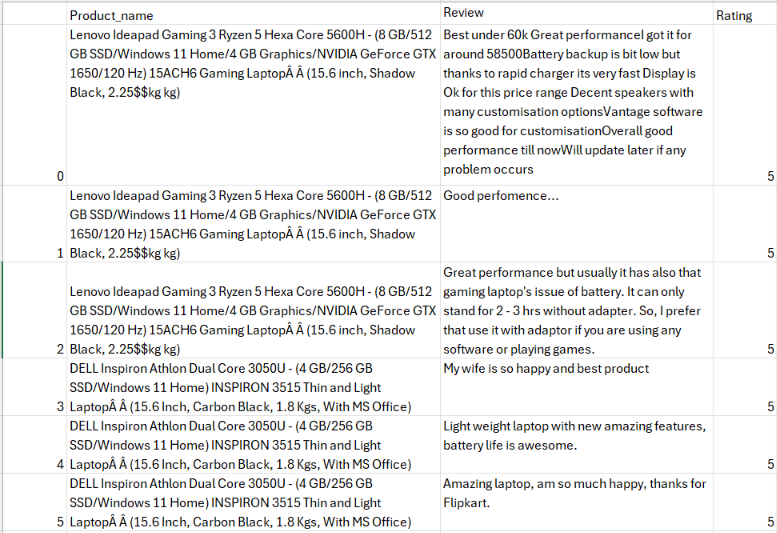 Product_name Review Rating
Lenovo Ideapad Gaming 3 Ryzen 5 Hexa Core 5600H - (8 GB/512
GB SSD/Windows 11 Home/4 GB Graphics/NVIDIA GeForce GTX
1650/120 Hz) 15ACH6 Gaming LaptopÂ Â (15.6 inch, Shadow
Black, 2.25$$kg kg)
Best under 60k Great performanceI got it for
around 58500Battery backup is bit low but
thanks to rapid charger its very fast Display is
Ok for this price range Decent speakers with
many customisation optionsVantage software
is so good for customisationOverall good
performance till nowWill update later if any
problem occurs
0 5
Lenovo Ideapad Gaming 3 Ryzen 5 Hexa Core 5600H - (8 GB/512
GB SSD/Windows 11 Home/4 GB Graphics/NVIDIA GeForce GTX
1650/120 Hz) 15ACH6 Gaming LaptopÂ Â (15.6 inch, Shadow
1 Black, 2.25$$kg kg)
Good perfomence...
5
Lenovo Ideapad Gaming 3 Ryzen 5 Hexa Core 5600H - (8 GB/512
GB SSD/Windows 11 Home/4 GB Graphics/NVIDIA GeForce GTX
1650/120 Hz) 15ACH6 Gaming LaptopÂ Â (15.6 inch, Shadow
2 Black, 2.25$$kg kg)
Great performance but usually it has also that
gaming laptop's issue of battery. It can only
stand for 2 - 3 hrs without adapter. So, I prefer
that use it with adaptor if you are using any
software or playing games.
5
DELL Inspiron Athlon Dual Core 3050U - (4 GB/256 GB
SSD/Windows 11 Home) INSPIRON 3515 Thin and Light
3 LaptopÂ Â (15.6 Inch, Carbon Black, 1.8 Kgs, With MS Office)
My wife is so happy and best product
5
DELL Inspiron Athlon Dual Core 3050U - (4 GB/256 GB
SSD/Windows 11 Home) INSPIRON 3515 Thin and Light
4 LaptopÂ Â (15.6 Inch, Carbon Black, 1.8 Kgs, With MS Office)
Light weight laptop with new amazing features,
battery life is awesome.
5
DELL Inspiron Athlon Dual Core 3050U - (4 GB/256 GB
SSD/Windows 11 Home) INSPIRON 3515 Thin and Light
5 LaptopÂ Â (15.6 Inch, Carbon Black, 1.8 Kgs, With MS Office)
Amazing laptop, am so much happy, thanks for
Flipkart.
5